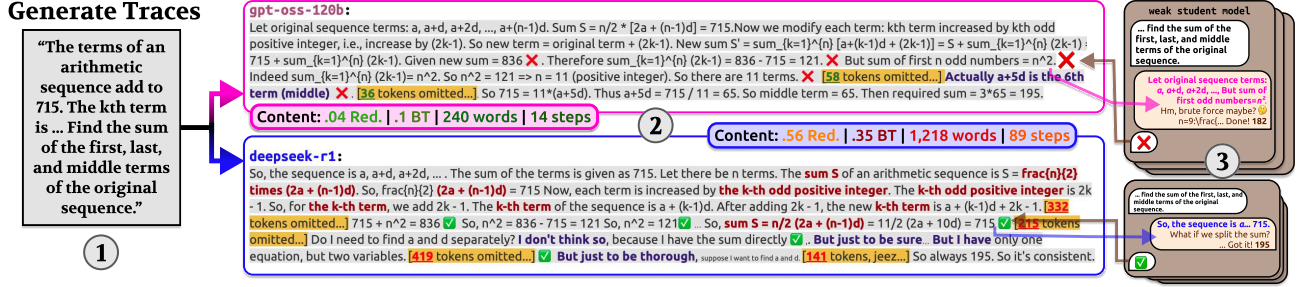 Generate Traces
“The terms of an
arithmetic
sequence add to
715. The kth term
is ... Find the sum
of the first, last,
and middle terms
of the original
sequence.”
1
gpt-oss-120b:
Let original sequence terms: a, a+d, a+2d, ..., a+(n-1)d. Sum S = n/2 * [2a + (n-1)d] = 715.Now we modify each term: kth term increased by kth odd
positive integer, i.e., increase by (2k-1). So new term = original term + (2k-1). New sum S' = sum_{k=1}^{n} [a+(k-1)d + (2k-1)] = S + sum_{k=1}^{n} (2k-1) =
715 + sum_{k=1}^{n} (2k-1). Given new sum = 836 ❌ . Therefore sum_{k=1}^{n} (2k-1) = 836 - 715 = 121. ❌ But sum of first n odd numbers = n^2. ❌
Indeed sum_{k=1}^{n} (2k-1)= n^2. So n^2 = 121 => n = 11 (positive integer). So there are 11 terms. ❌ [58 tokens omitted...] Actually a+5d is the 6th
term (middle) ❌ . [36 tokens omitted...] So 715 = 11*(a+5d). Thus a+5d = 715 / 11 = 65. So middle term = 65. Then required sum = 3*65 = 195.
Content: .04 Red. | .1 BT | 240 words | 14 steps
2
Content: .56 Red. | .35 BT | 1,218 words | 89 steps
deepseek-r1:
So, the sequence is a, a+d, a+2d, ... . The sum of the terms is given as 715. Let there be n terms. The sum S of an arithmetic sequence is S = frac{n}{2}
times (2a + (n-1)d). So, frac{n}{2} (2a + (n-1)d) = 715 Now, each term is increased by the k-th odd positive integer. The k-th odd positive integer is 2k
- 1. So, for the k-th term, we add 2k - 1. The k-th term of the sequence is a + (k-1)d. After adding 2k - 1, the new k-th term is a + (k-1)d + 2k - 1. [332
tokens omitted...] 715 + n^2 = 836 ✅ So, n^2 = 836 - 715 = 121 So, n^2 = 121✅ ... So, sum S = n/2 (2a + (n-1)d) = 11/2 (2a + 10d) = 715 ✅ [215 tokens
omitted...] Do I need to find a and d separately? I don't think so, because I have the sum directly ✅ .. But just to be sure... But I have only one
equation, but two variables. [419 tokens omitted...] ✅ But just to be thorough, suppose I want to find a and d. [141 tokens, jeez...] So always 195. So it's consistent.
weak student model
... find the sum of the
first, last, and middle
terms of the original
sequence.
Let original sequence terms:
a, a+d, a+2d, ..., But sum of
first odd numbers=n².
Hm, brute force maybe? 🤔
n=9:\frac{... Done! 182
❌
3
... find the sum of the first, last, and
middle terms of the original
sequence.
So, the sequence is a... 715.
What if we split the sum?
... Got it! 195
✅